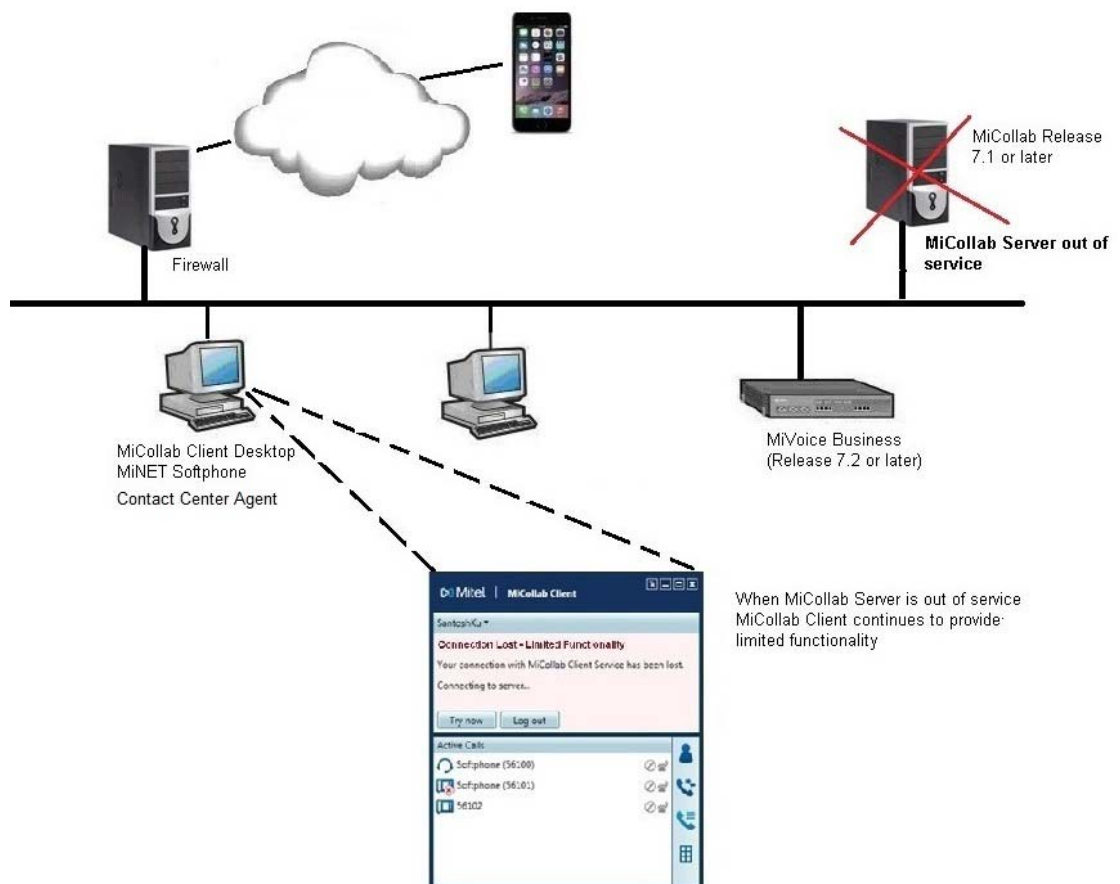 MiCollab Release
7.1 or later
MiCollab Server out of
service
Firewall
MiCollab Client Desktop
MiNET Softphone
Contact Center Agent
MiVoice Business
(Release 7.2 or later)
Mitel | MiCollab Client
SantoshKu
Connection Lost - Limited Functionality
Your connection with MiCollab Client Service has been lost.
Connecting to server...
Try now Log out
Active Calls
Softphone (56100)
Softphone (56101)
56102
When MiCollab Server is out of service
MiCollab Client continues to provide
limited functionality